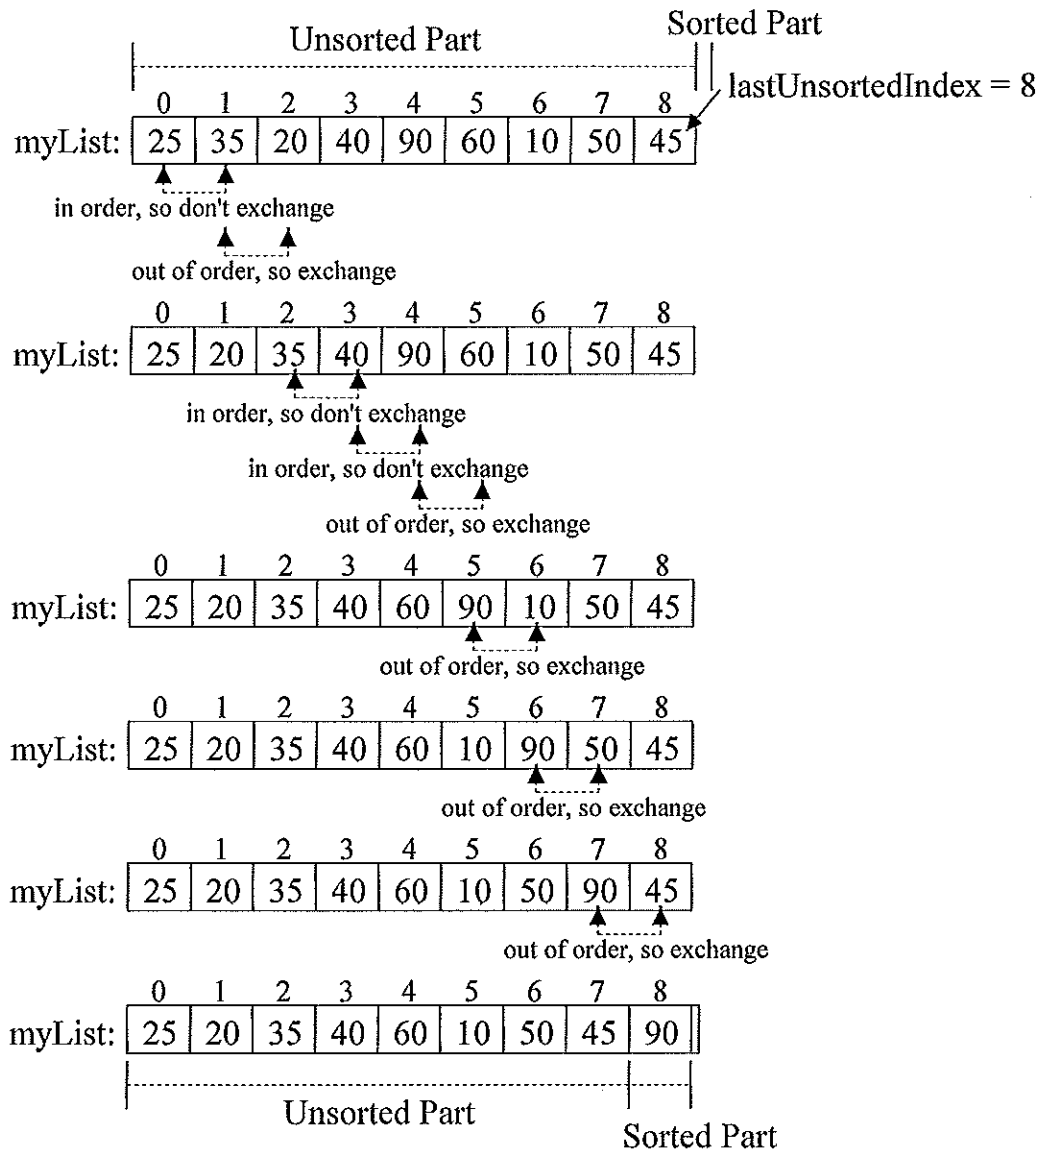 Unsorted Part Sorted Part
lastUnsortedIndex = 8
0 1 2 3 4 5 6 7 8
myList: 25 35 20 40 90 60 10 50 45
in order, so don't exchange
out of order, so exchange
0 1 2 3 4 5 6 7 8
myList: 25 20 35 40 90 60 10 50 45
in order, so don't exchange
in order, so don't exchange
out of order, so exchange
0 1 2 3 4 5 6 7 8
myList: 25 20 35 40 60 90 10 50 45
out of order, so exchange
0 1 2 3 4 5 6 7 8
myList: 25 20 35 40 60 10 90 50 45
out of order, so exchange
0 1 2 3 4 5 6 7 8
myList: 25 20 35 40 60 10 50 90 45
out of order, so exchange
0 1 2 3 4 5 6 7 8
myList: 25 20 35 40 60 10 50 45 90
Unsorted Part
Sorted Part